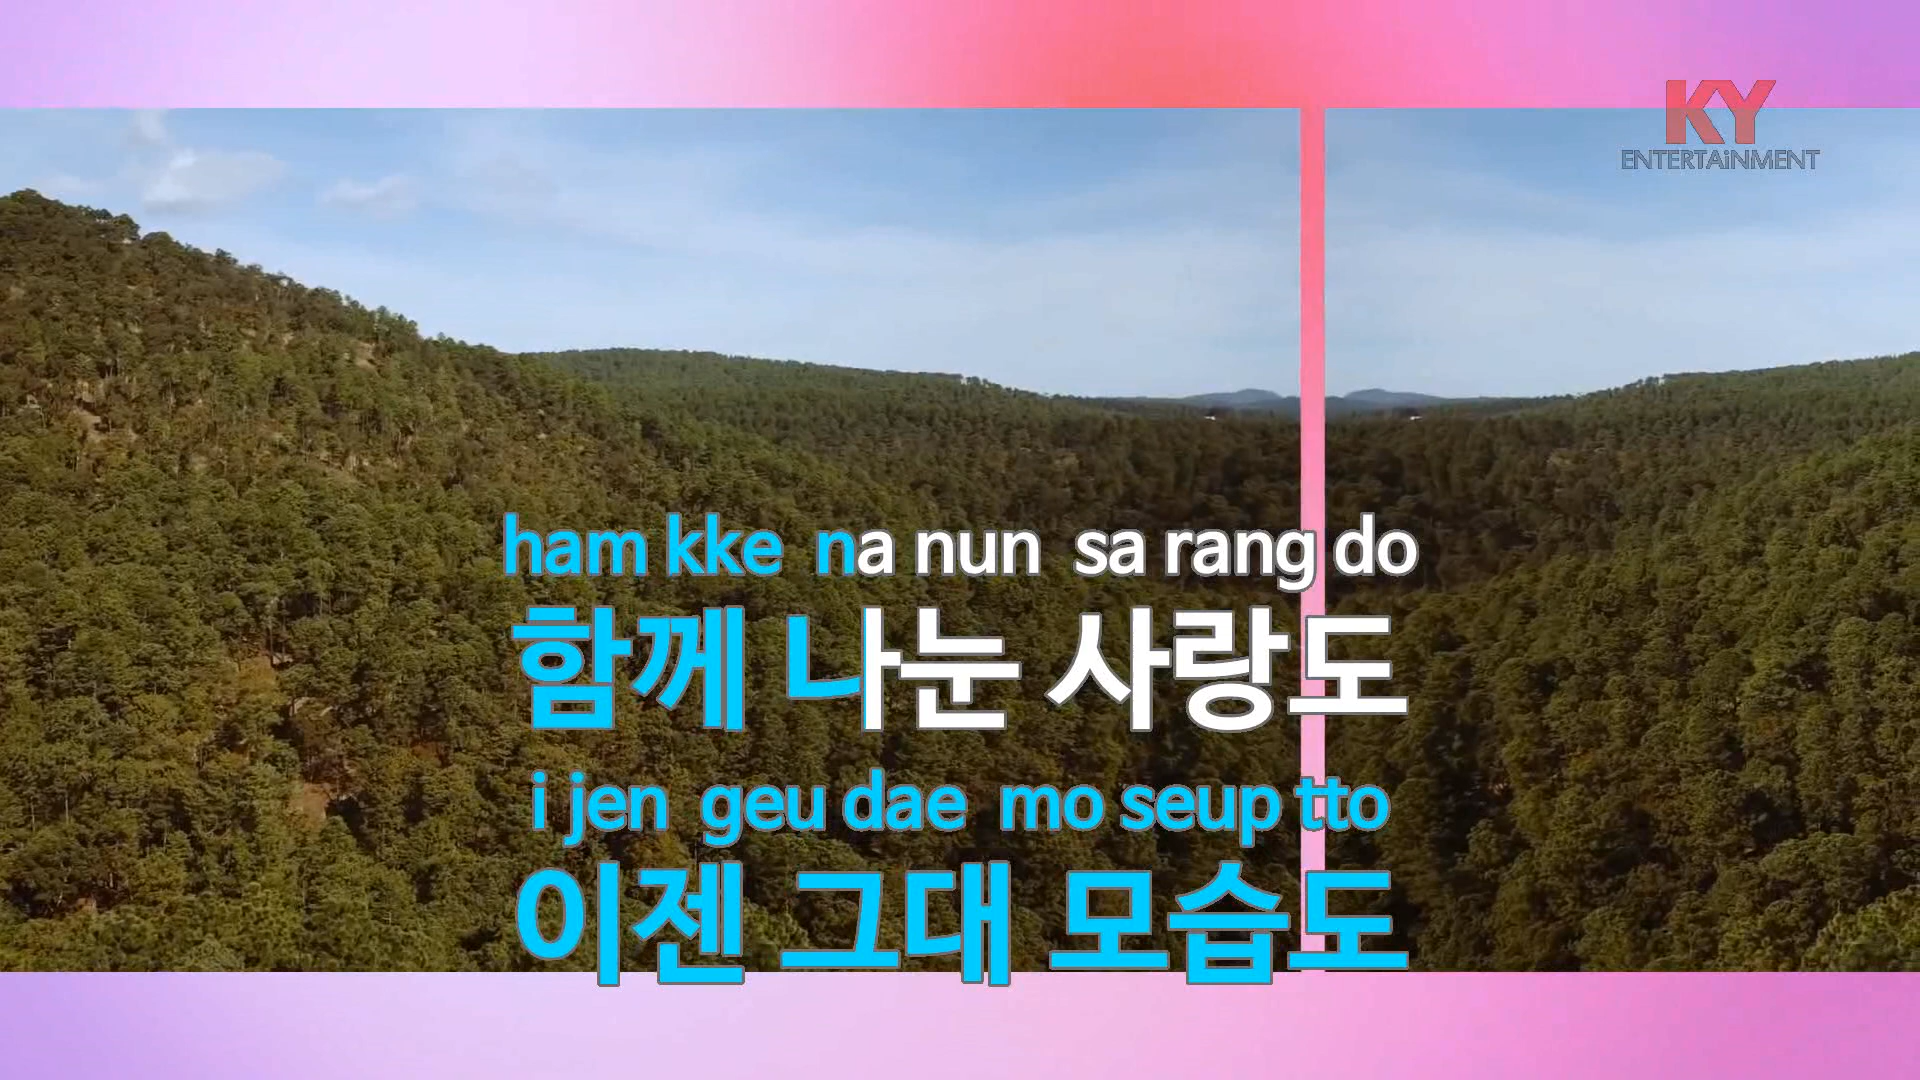 KY
ENTERTAiNMENT
ham kke na nun sa rang do
함께 나눈 사랑도
i jen geu dae mo seup tto
이젠 그대 모습도